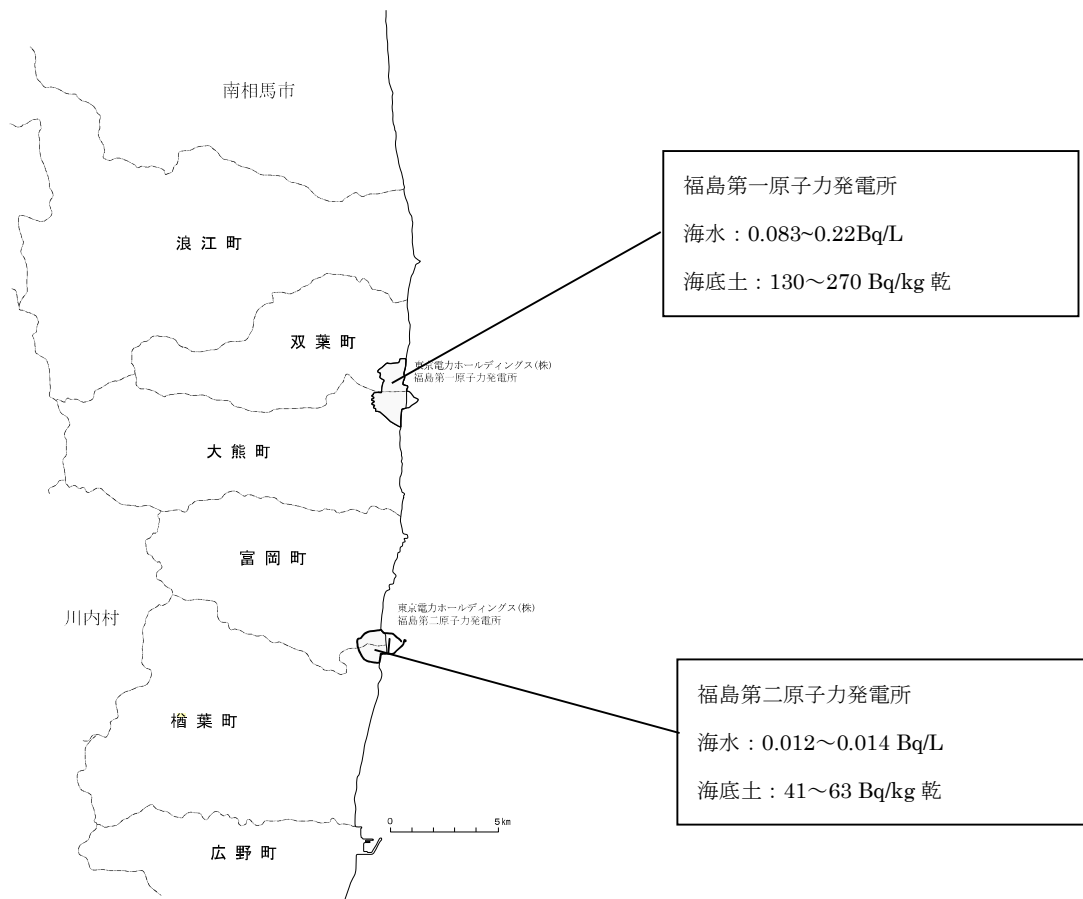 南相馬市
福島第一原子力発電所
海水：0.083~0.22Bq/L
海底土：130～270 Bq/kg 乾
浪江町
双葉町
東京電力ホールディングス(株)
福島第一原子力発電所
大熊町
富岡町
川内村
東京電力ホールディングス(株)
福島第二原子力発電所
福島第二原子力発電所
海水：0.012～0.014 Bq/L
海底土：41～63 Bq/kg 乾
楢葉町
0 5km
広野町